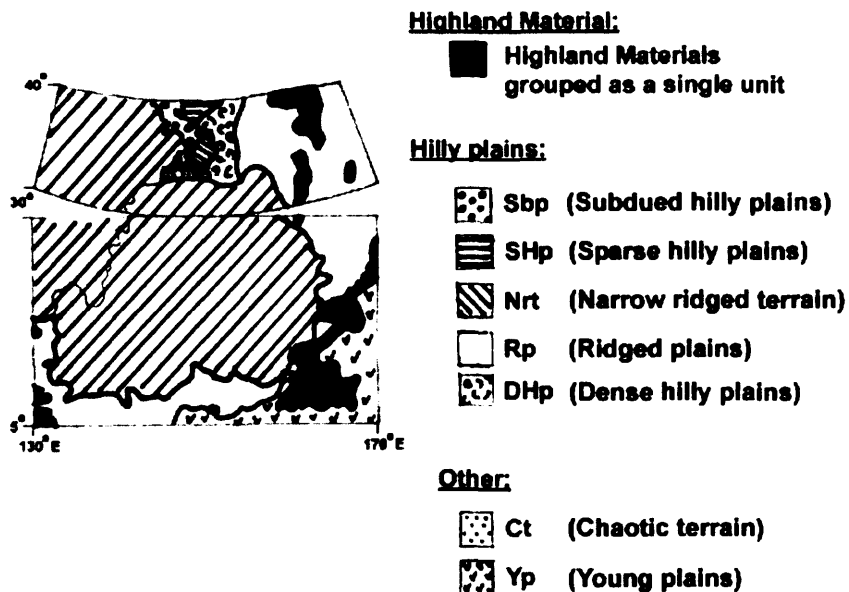 Highland Material:
Highland Materials
grouped as a single unit
40°
Hilly plains:
30°
Sbp (Subdued hilly plains)
SHp (Sparse hilly plains)
Nrt (Narrow ridged terrain)
Rp (Ridged plains)
DHp (Dense hilly plains)
5°
130°E
170°E
Other:
Ct (Chaotic terrain)
Yp (Young plains)